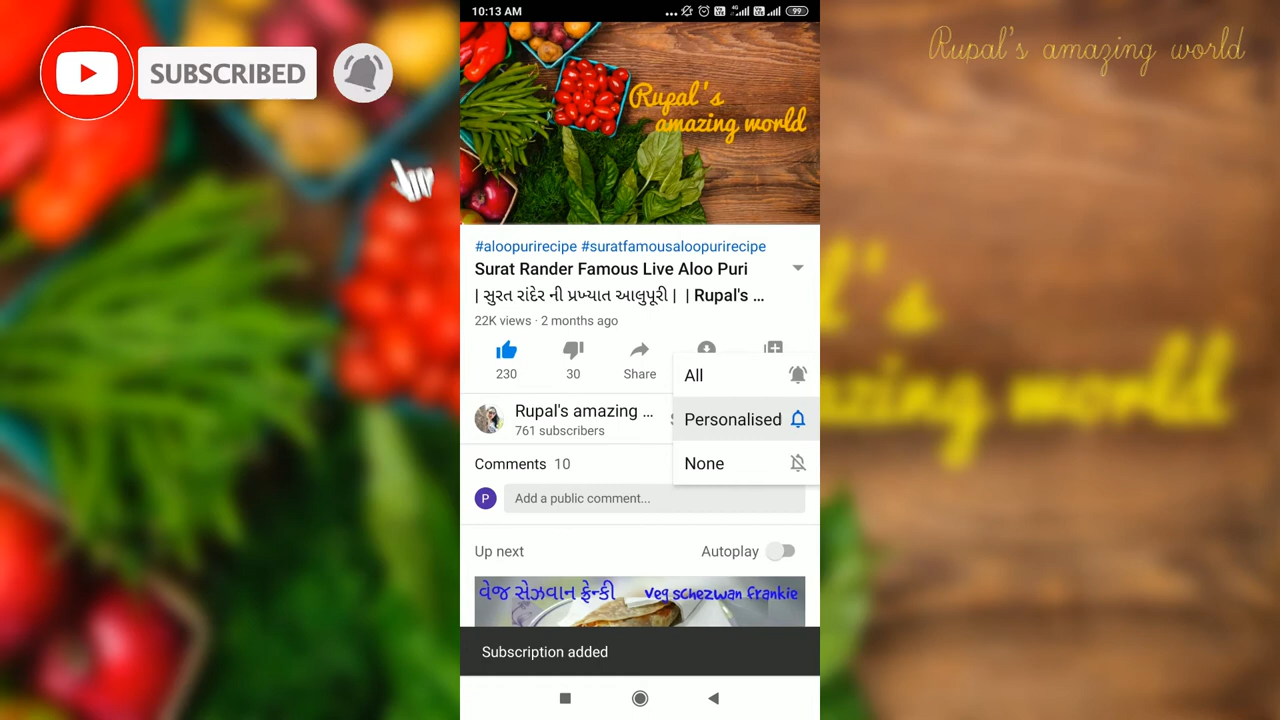 10:13 AM
99
SUBSCRIBED
Rupal's amazing world
Rupal's
amazing world
#aloopurirecipe #suratfamousaloopurirecipe
Surat Rander Famous Live Aloo Puri
| સુરત રાંદેર ની પ્રખ્યાત આલુપૂરી | | Rupal's ...
22K views · 2 months ago
230
30
Share
All
Rupal's amazing ...
761 subscribers
Personalised
Comments 10
None
P
Add a public comment...
Up next
Autoplay
વેજ સેઝવાન ફ્રેન્કી
veg schezwan frankie
Subscription added